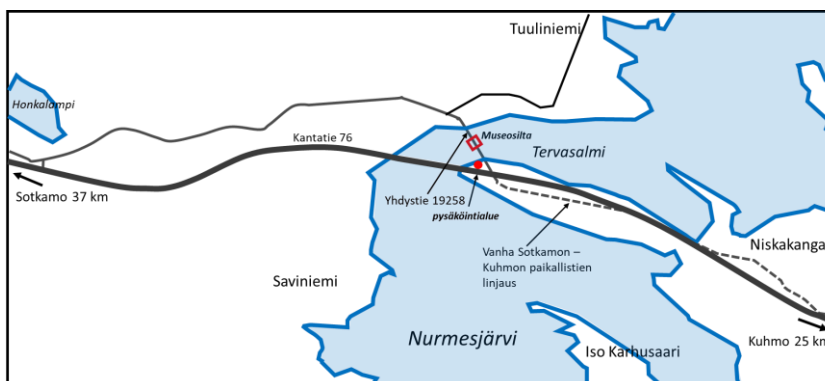 Tuuliniemi
Honkalampi
Kantatie 76
Museosilta
Tervasalmi
Sotkamo 37 km
Yhdystie 19258
pysäköintialue
Vanha Sotkamon –
Kuhmon paikallistien
linjaus
Niskakanga
Saviniemi
Nurmesjärvi
Iso Karhusaari
Kuhmo 25 km